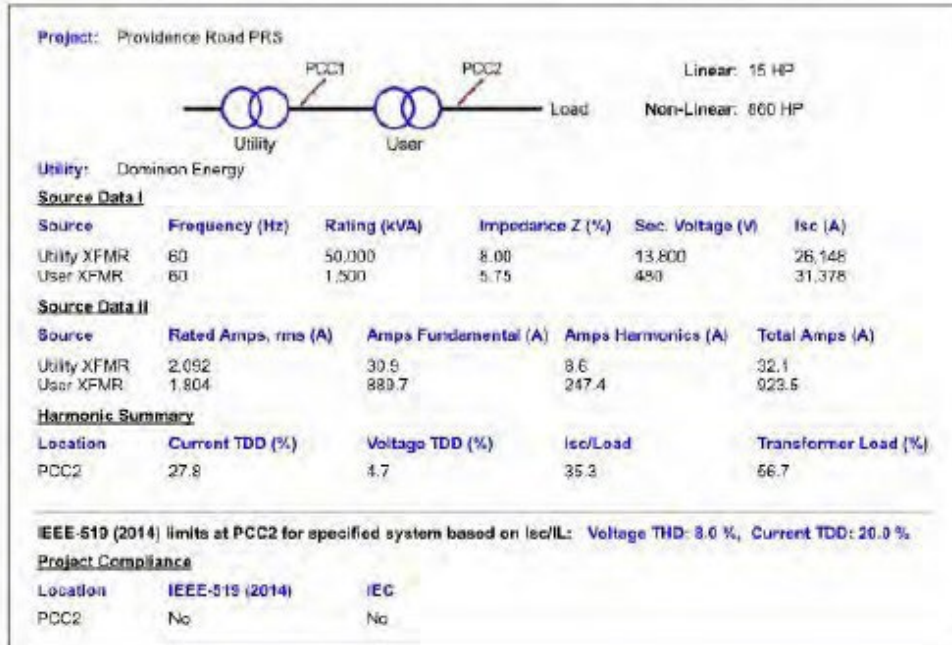 Project: Providence Road PRS
PCC1 PCC2 Linear: 15 HP
Load Non-Linear: 860 HP
Utility User
Utility: Dominion Energy
Source Data I
Source Frequency (Hz) Rating (kVA) Impedance Z (%) Sec. Voltage (V) Isc (A)
Utility XFMR 60 50,000 8.00 13,800 26,148
User XFMR 60 1,500 5.75 480 31,378
Source Data II
Source Rated Amps, rms (A) Amps Fundamental (A) Amps Harmonics (A) Total Amps (A)
Utility XFMR 2,092 30.9 8.6 32.1
User XFMR 1,804 889.7 247.4 923.5
Harmonic Summary
Location Current TDD (%) Voltage TDD (%) Isc/Load Transformer Load (%)
PCC2 27.8 4.7 35.3 56.7
IEEE-519 (2014) limits at PCC2 for specified system based on Isc/IL: Voltage THD: 8.0 %, Current TDD: 20.0 %
Project Compliance
Location IEEE-519 (2014) IEC
PCC2 No No